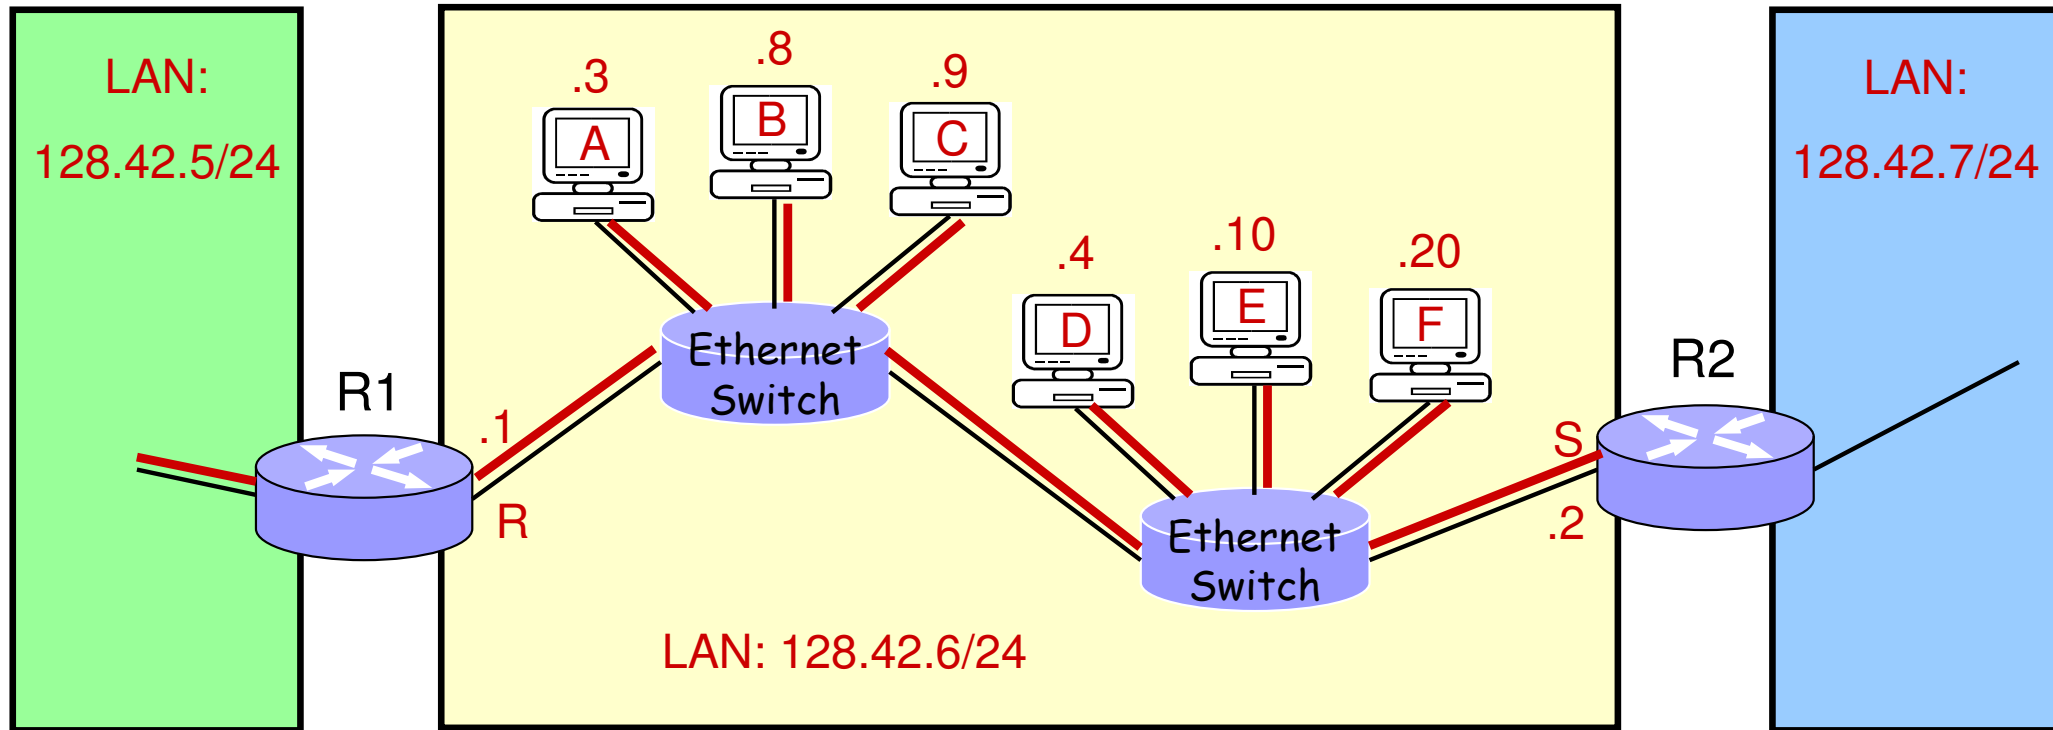 LAN:
128.42.5/24
R1
.1
R
.3
A
.8
B
.9
C
Ethernet
Switch
.4
D
.10
E
.20
F
Ethernet
Switch
LAN: 128.42.6/24
S
.2
R2
LAN:
128.42.7/24